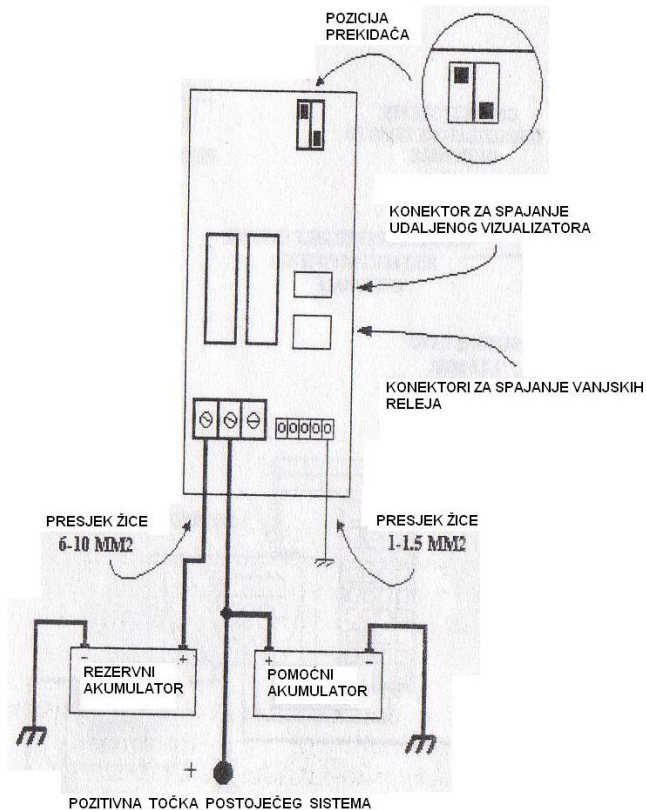 POZICIJA
PREKIDAČA
KONEKTOR ZA SPAJANJE
UDALJENOG VIZUALIZATORA
KONEKTORI ZA SPAJANJE VANJSKIH
RELEJA
PRESJEK ŽICE
6-10 MM2
PRESJEK ŽICE
1-1.5 MM2
- +
REZERVNI
AKUMULATOR
+ -
POMOĆNI
AKUMULATOR
+
POZITIVNA TOČKA POSTOJEČEG SISTEMA